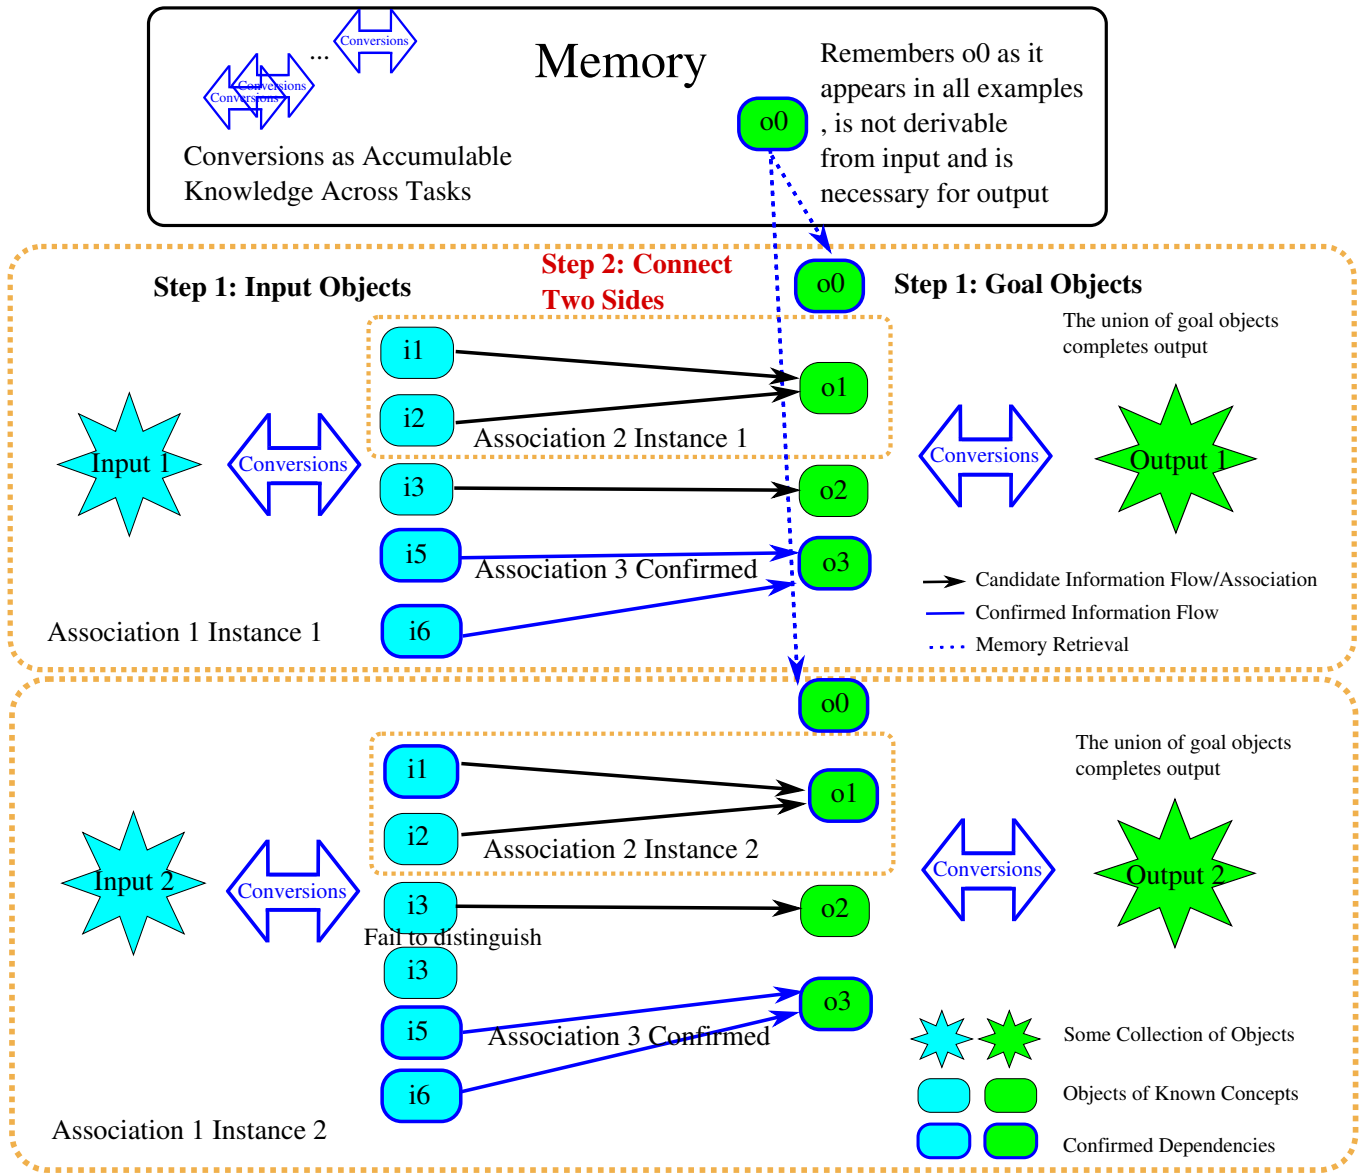 Conversions
...
Conversions
Conversions
Memory
Remembers o0 as it
appears in all examples
, is not derivable
from input and is
necessary for output
o0
Conversions as Accumulable
Knowledge Across Tasks
Step 1: Input Objects
Step 2: Connect
Two Sides
o0
Step 1: Goal Objects
The union of goal objects
completes output
i1
o1
i2
Association 2 Instance 1
Input 1
Conversions
Conversions
Output 1
i3
o2
i5
o3
Association 3 Confirmed
i6
Association 1 Instance 1
Candidate Information Flow/Association
Confirmed Information Flow
Memory Retrieval
o0
The union of goal objects
completes output
i1
o1
i2
Association 2 Instance 2
Input 2
Conversions
Conversions
Output 2
i3
o2
Fail to distinguish
i3
i5
o3
Association 3 Confirmed
i6
Association 1 Instance 2
Some Collection of Objects
Objects of Known Concepts
Confirmed Dependencies